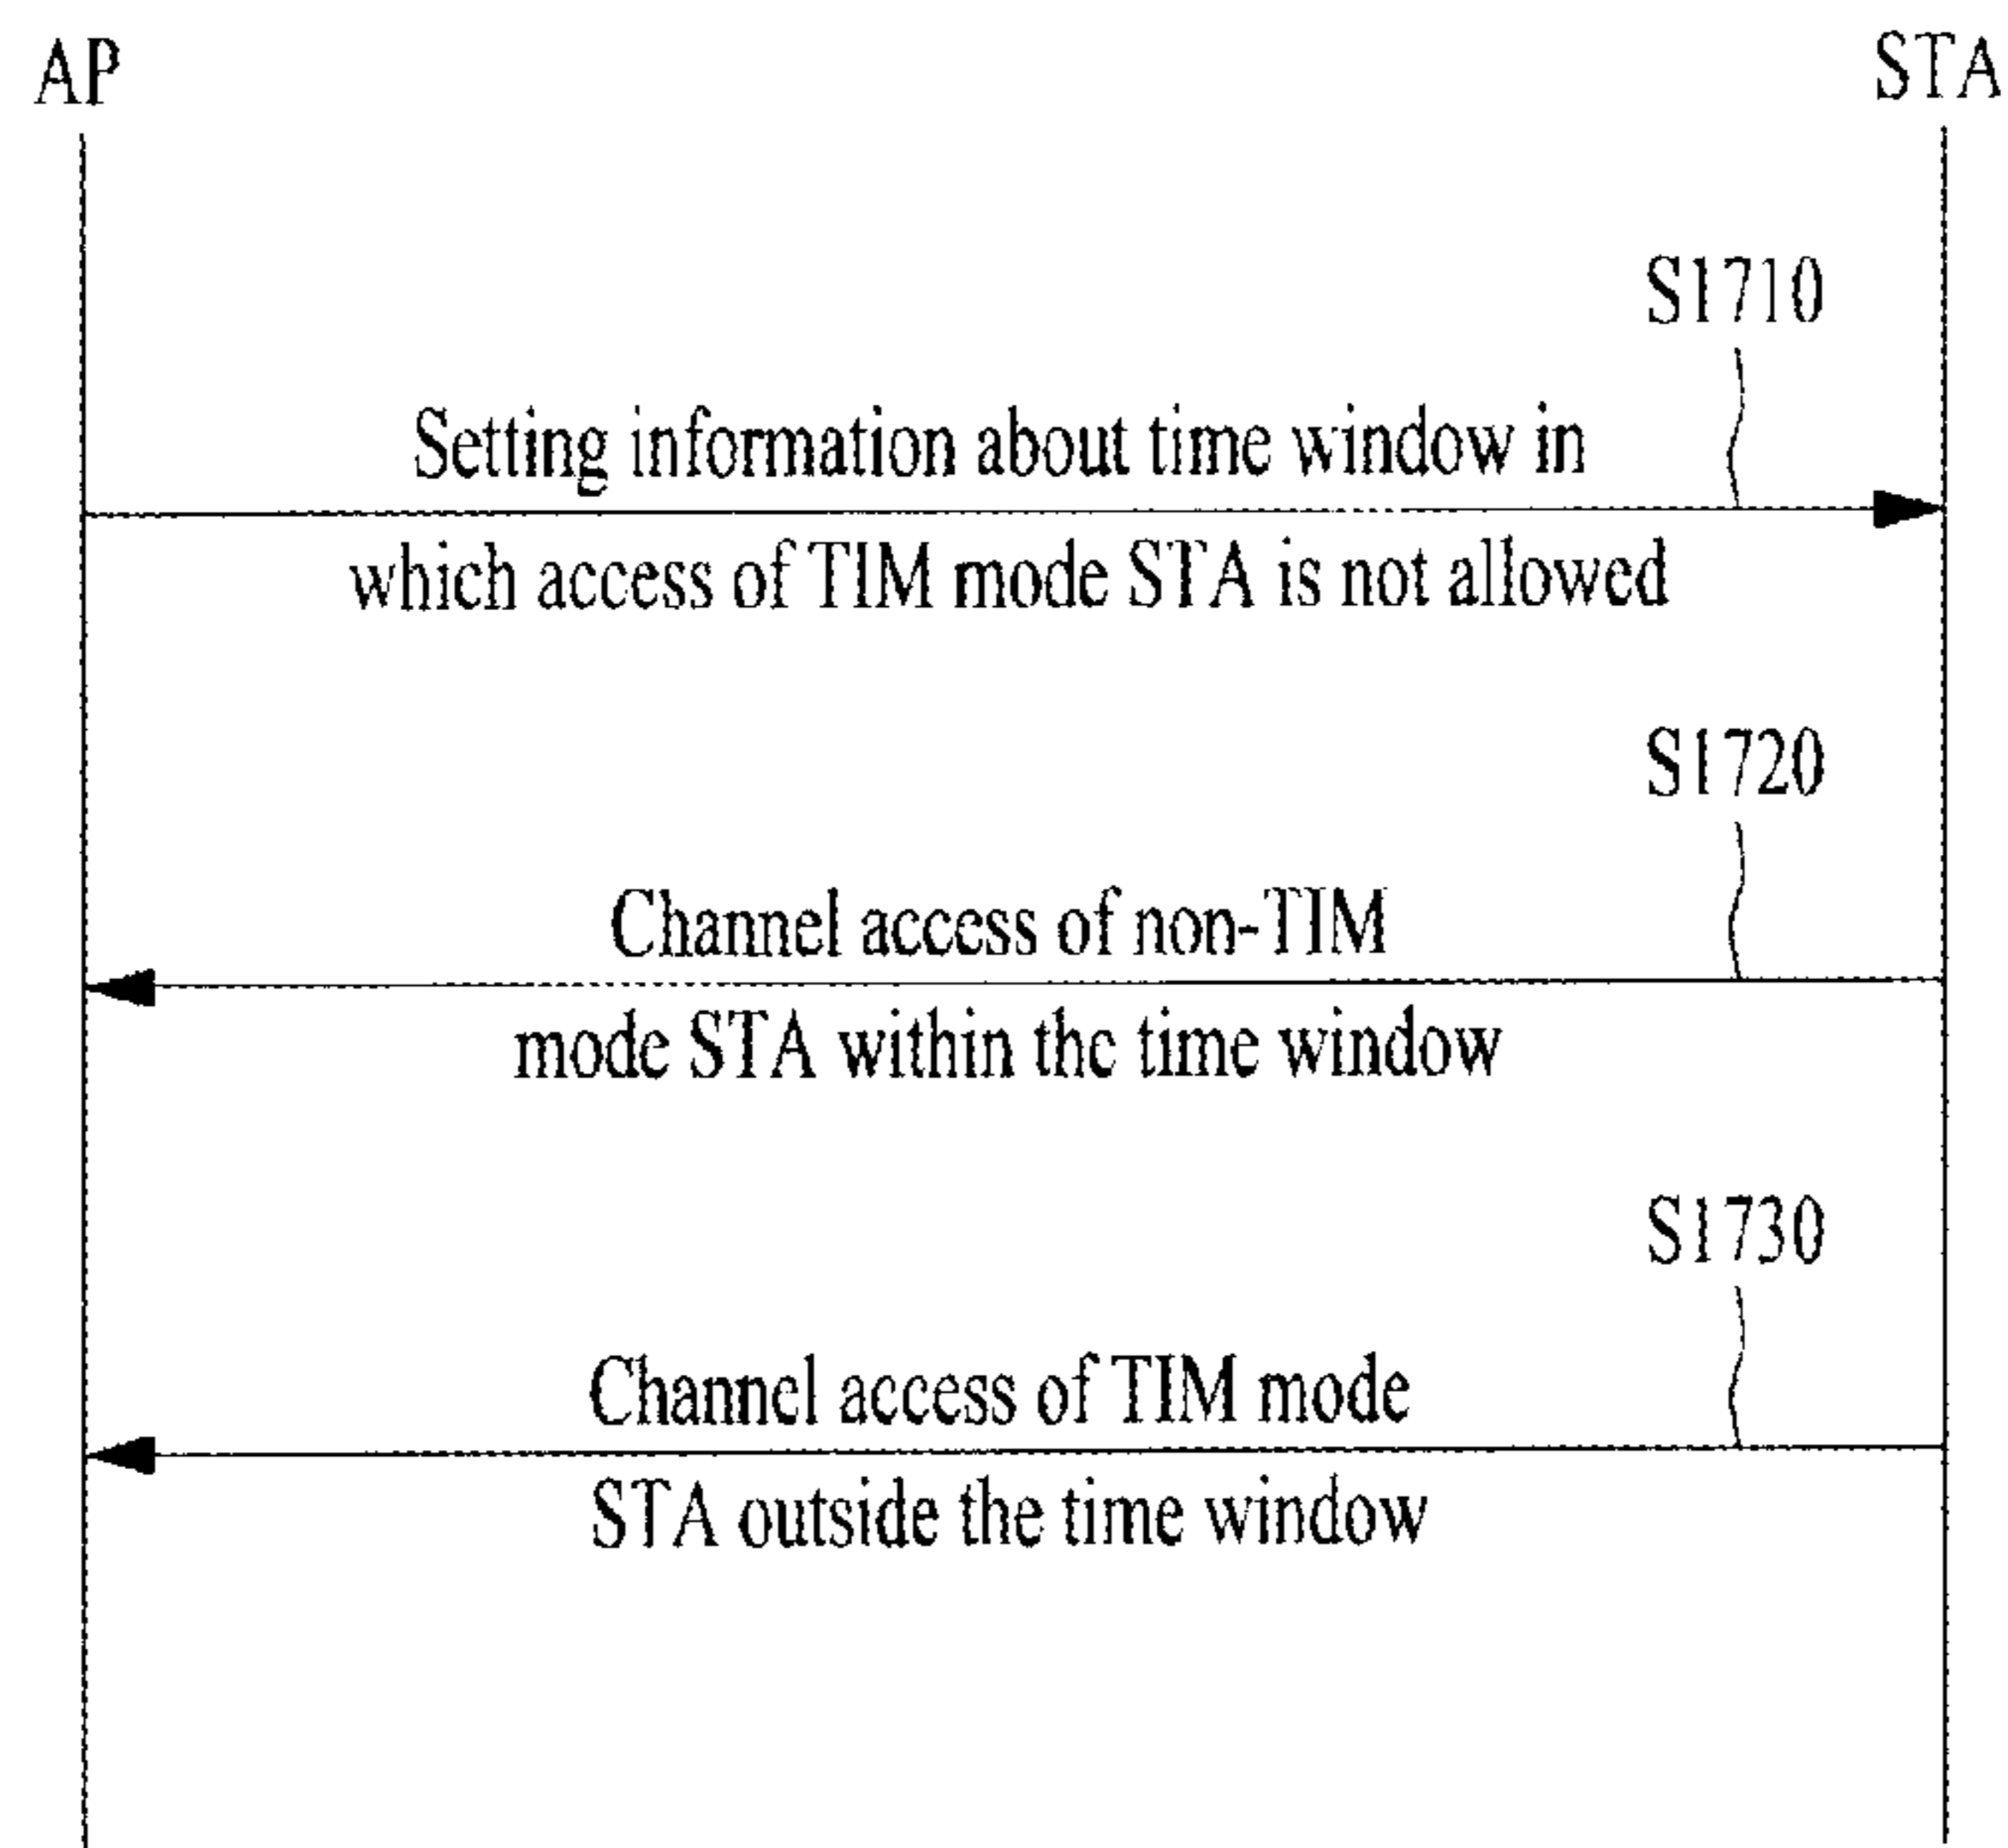 AP
STA
S1710
Setting information about time window in
which access of TIM mode STA is not allowed
S1720
Channel access of non-TIM
mode STA within the time window
S1730
Channel access of TIM mode
STA outside the time window